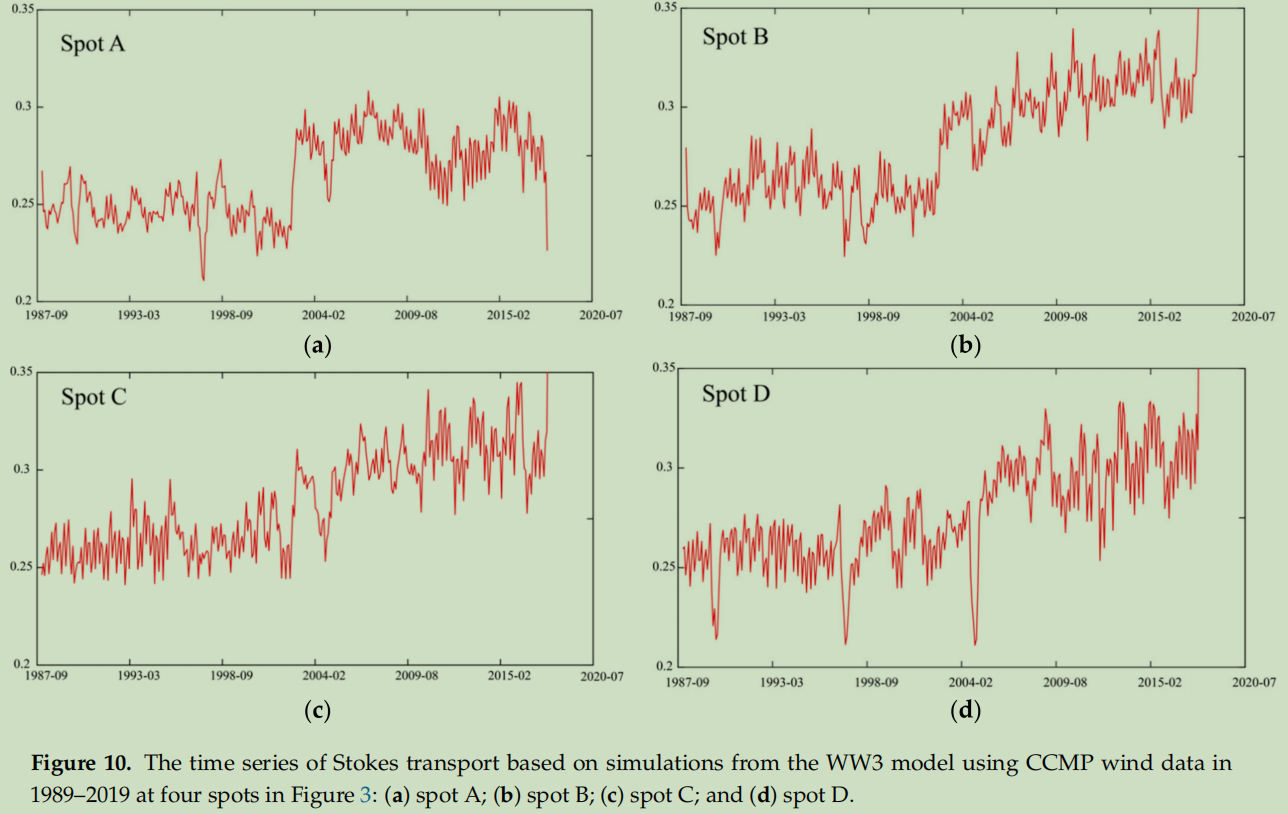 0.35
Spot A
0.3
0.25
0.2
1987-09 1993-03 1998-09 2004-02 2009-08 2015-02 2020-07
(a)
0.35
Spot B
0.3
0.25
0.2
1987-09 1993-03 1998-09 2004-02 2009-08 2015-02 2020-07
(b)
0.35
Spot C
0.3
0.25
0.2
1987-09 1993-03 1998-09 2004-02 2009-08 2015-02 2020-07
(c)
0.35
Spot D
0.3
0.25
0.2
1987-09 1993-03 1998-09 2004-02 2009-08 2015-02 2020-07
(d)
Figure 10. The time series of Stokes transport based on simulations from the WW3 model using CCMP wind data in
1989–2019 at four spots in Figure 3: (a) spot A; (b) spot B; (c) spot C; and (d) spot D.